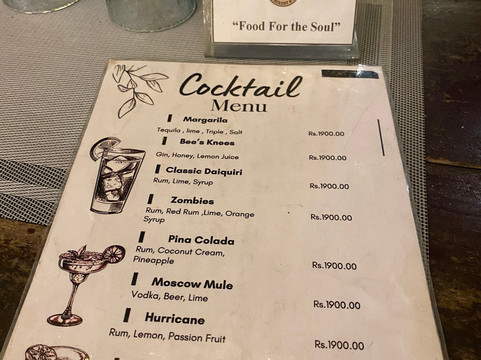 "Food For the Soul"
Cocktail
Menu
Margarila
Tequila , lime , Triple , Salt Rs.1900.00
Bee's Knees
Gin, Honey, Lemon Juice Rs.1900.00
Classic Daiquiri
Rum, Lime, Syrup Rs.1900.00
Zombies
Rum, Red Rum ,Lime, Orange Rs.1900.00
Syrup
Pina Colada
Rum, Coconut Cream,
Pineapple Rs.1900.00
Moscow Mule
Vodka, Beer, Lime Rs.1900.00
Hurricane
Rum, Lemon, Passion Fruit Rs.1900.00